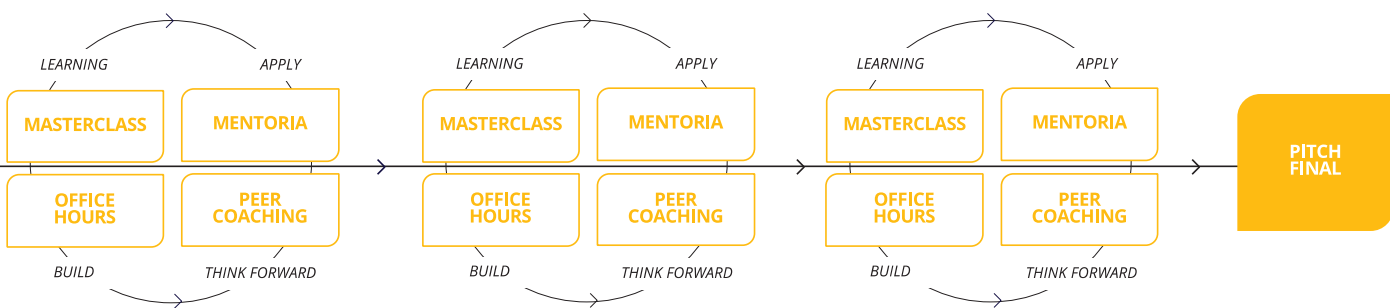 LEARNING
APPLY
MASTERCLASS
MENTORIA
OFFICE
HOURS
PEER
COACHING
BUILD
THINK FORWARD
LEARNING
APPLY
MASTERCLASS
MENTORIA
OFFICE
HOURS
PEER
COACHING
BUILD
THINK FORWARD
LEARNING
APPLY
MASTERCLASS
MENTORIA
OFFICE
HOURS
PEER
COACHING
BUILD
THINK FORWARD
PITCH
FINAL